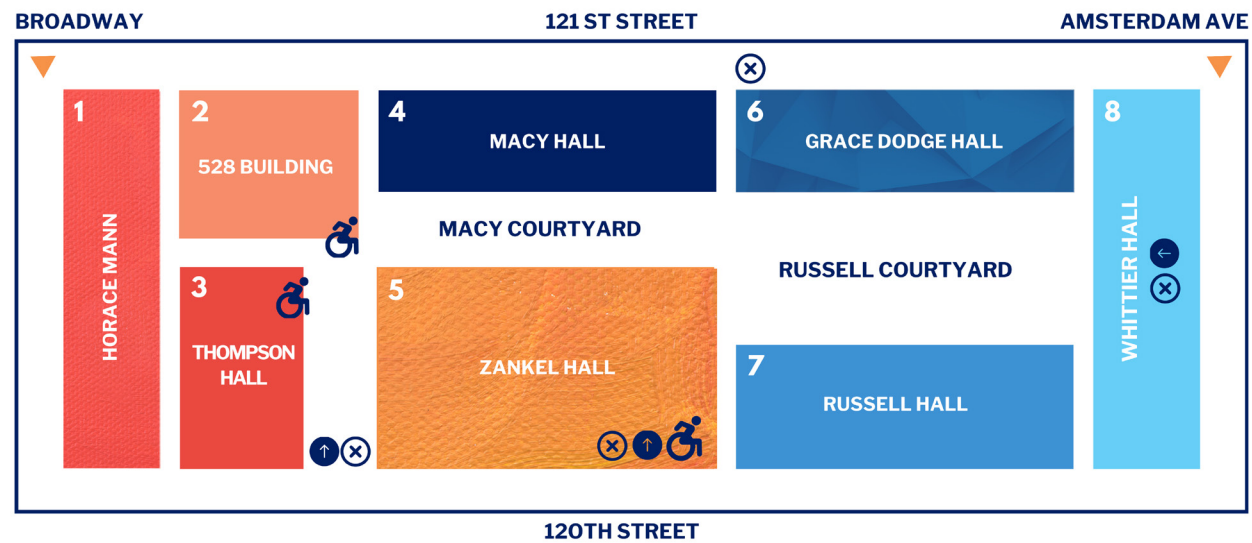 BROADWAY
121 ST STREET
AMSTERDAM AVE
1
HORACE MANN
2
528 BUILDING
3
THOMPSON
HALL
4
MACY HALL
MACY COURTYARD
5
ZANKEL HALL
6
GRACE DODGE HALL
RUSSELL COURTYARD
7
RUSSELL HALL
8
WHITTIER HALL
120TH STREET